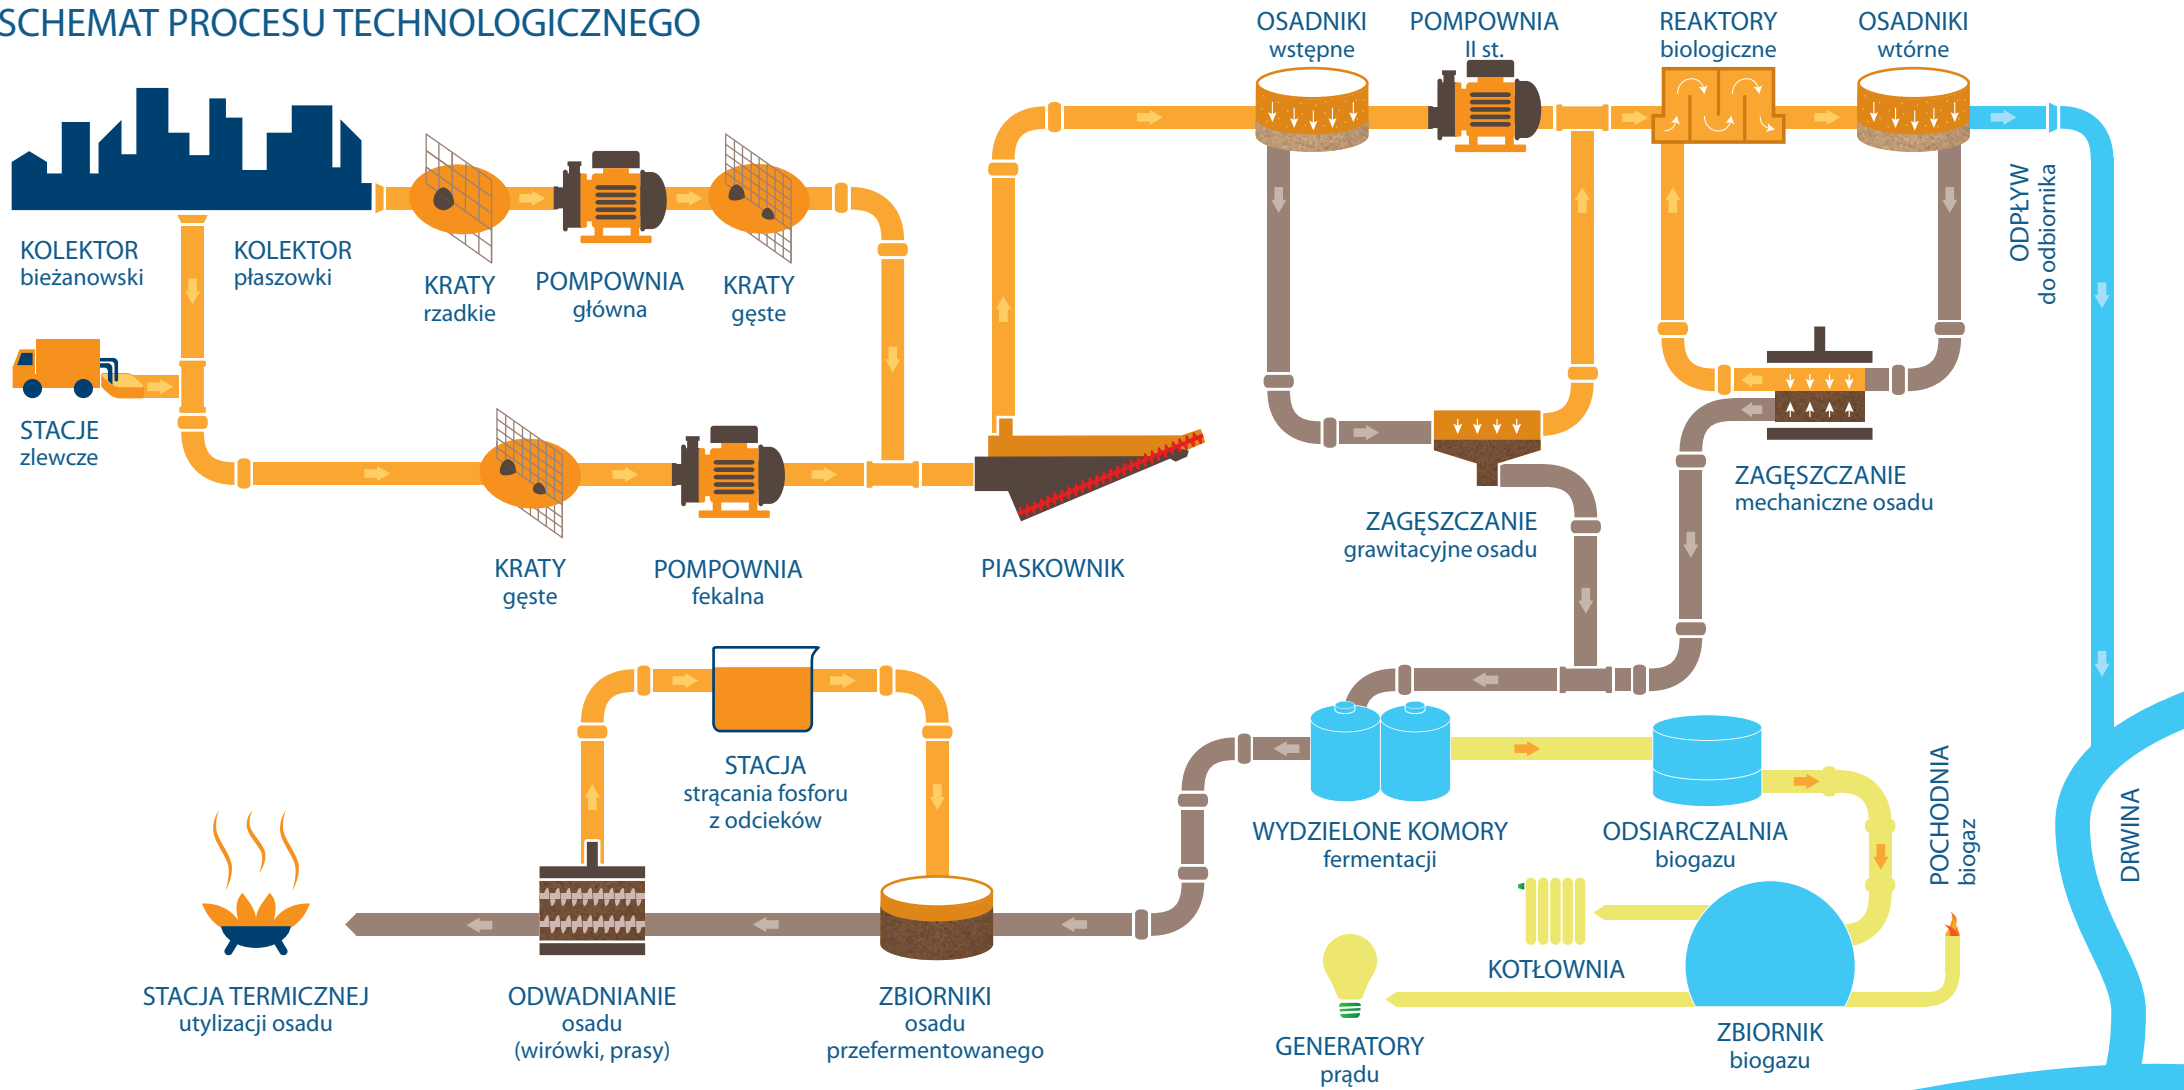 SCHEMAT PROCESU TECHNOLOGICZNEGO
OSADNIKI
wstępne
POMPOWNIA
II st.
REAKTORY
biologiczne
OSADNIKI
wtórne
KOLEKTOR
bieżanowski
KOLEKTOR
płaszowki
KRATY
rzadkie
POMPOWNIA
główna
KRATY
gęste
ODPŁYW
do odbiornika
STACJE
zlewcze
ZAGĘSZCZANIE
mechaniczne osadu
ZAGĘSZCZANIE
grawitacyjne osadu
KRATY
gęste
POMPOWNIA
fekalna
PIASKOWNIK
STACJA
strącania fosforu
z odcieków
WYDZIELONE KOMORY
fermentacji
ODSIARCZALNIA
biogazu
POCHODNIA
biogaz
DRWINA
KOTŁOWNIA
STACJA TERMICZNEJ
utylizacji osadu
ODWADNIANIE
osadu
(wirówki, prasy)
ZBIORNIKI
osadu
przefermentowanego
GENERATORY
prądu
ZBIORNIK
biogazu